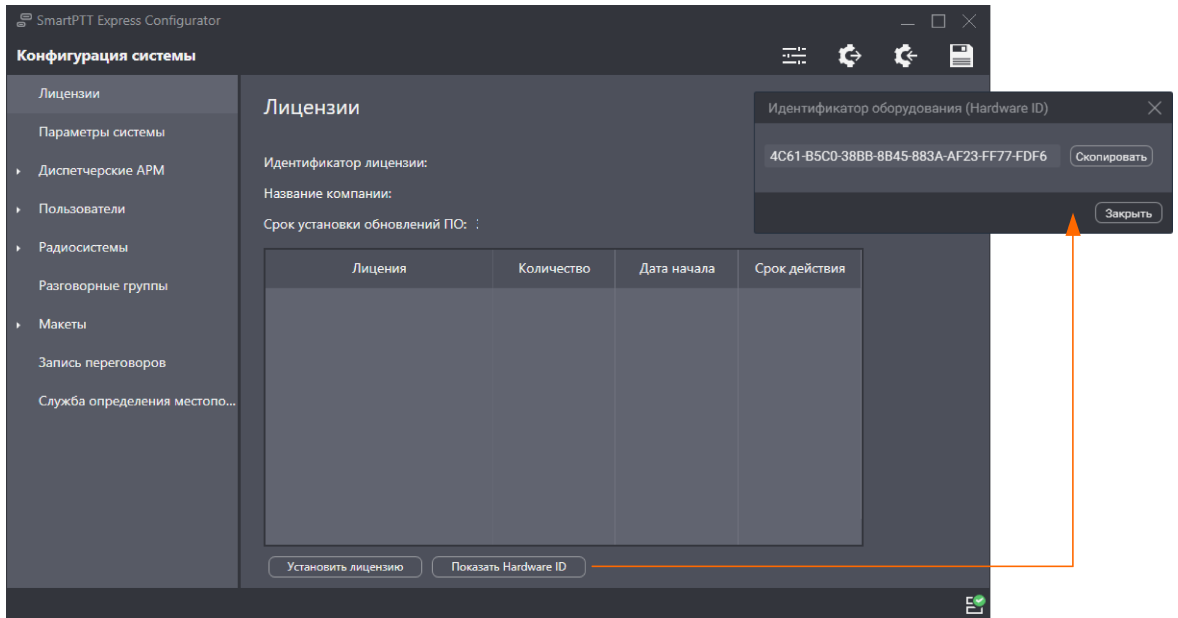 SmartPTT Express Configurator
Конфигурация системы
Лицензии
Параметры системы
Диспетчерские АРМ
Пользователи
Радиосистемы
Разговорные группы
Макеты
Запись переговоров
Служба определения местопо...
Лицензии
Идентификатор лицензии:
Название компании:
Срок установки обновлений ПО: :
Лицения Количество Дата начала Срок действия
Установить лицензию Показать Hardware ID
Идентификатор оборудования (Hardware ID)
4C61-B5C0-38BB-8B45-883A-AF23-FF77-FDF6 Скопировать
Закрыть